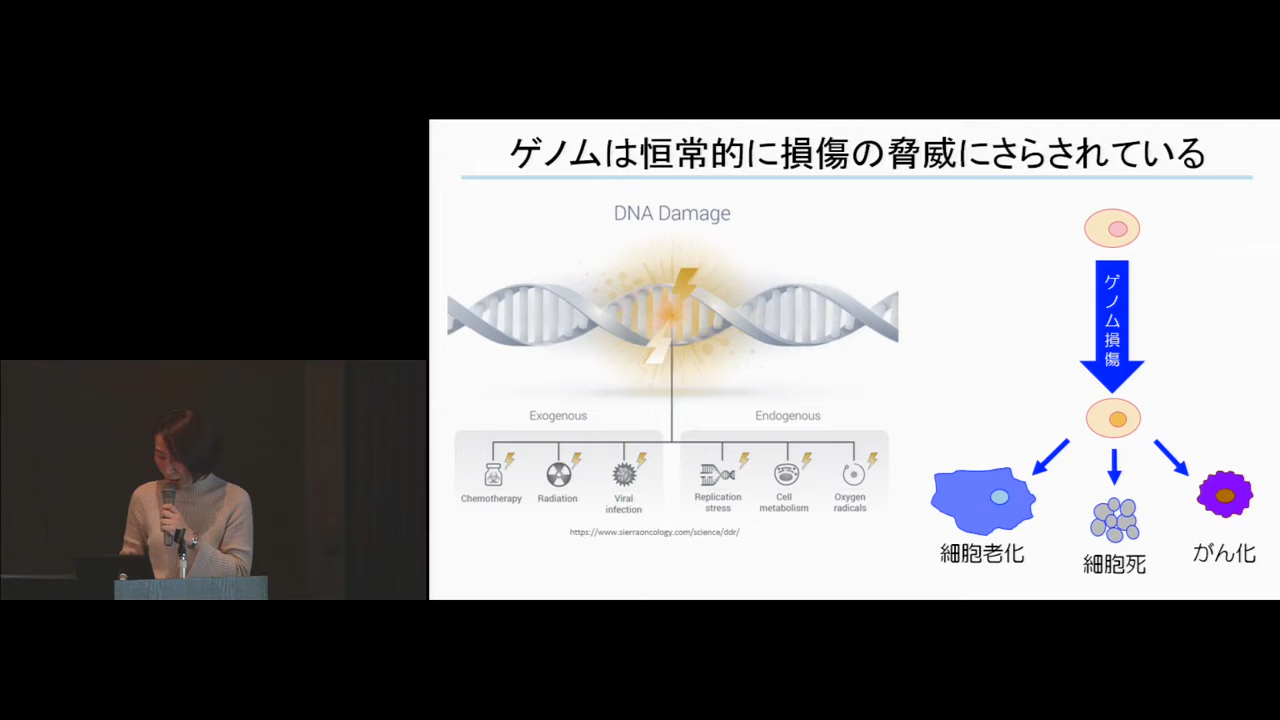 ゲノムは恒常的に損傷の脅威にさらされている
DNA Damage
Exogenous
Endogenous
Chemotherapy
Radiation
Viral
infection
Replication
stress
Cell
metabolism
Oxygen
radicals
https://www.sierraoncology.com/science/ddr/
ゲノム損傷
細胞老化
細胞死
がん化